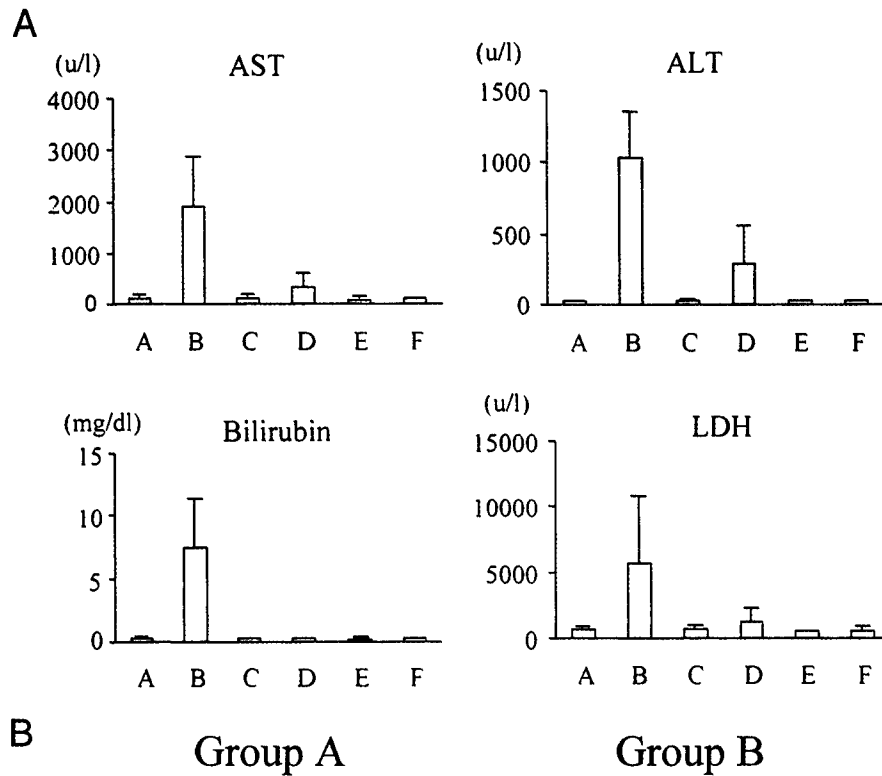 A
(u/l) AST
4000
3000
2000
1000
0
A B C D E F
(u/l) ALT
1500
1000
500
0
A B C D E F
(mg/dl) Bilirubin
15
10
5
0
A B C D E F
(u/l) LDH
15000
10000
5000
0
A B C D E F
B
Group A Group B